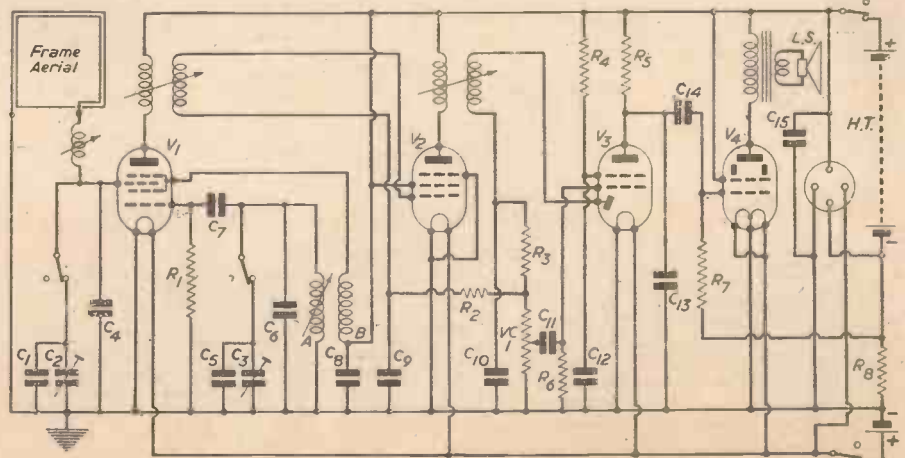 Frame
Aerial
V1
C7
R1
C4
C1
C2
T
C5
C3
T
C6
A
B
C8
C9
V2
R2
R3
VC
1
C10
C11
R6
C12
R4
R5
V3
C14
C13
R7
V4
L.S.
C15
H.T.
+
-
R8
-
+